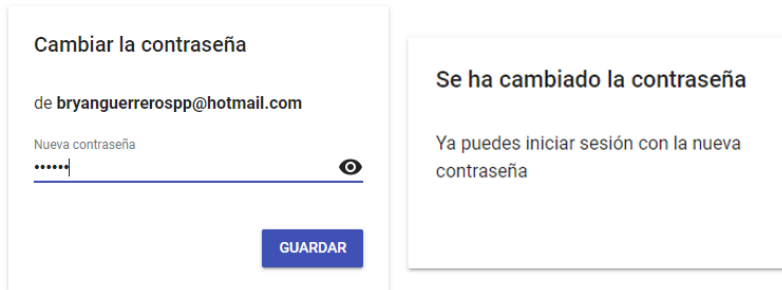 Cambiar la contraseña
de bryanguerrerospp@hotmail.com
Nueva contraseña
••••••
GUARDAR
Se ha cambiado la contraseña
Ya puedes iniciar sesión con la nueva
contraseña